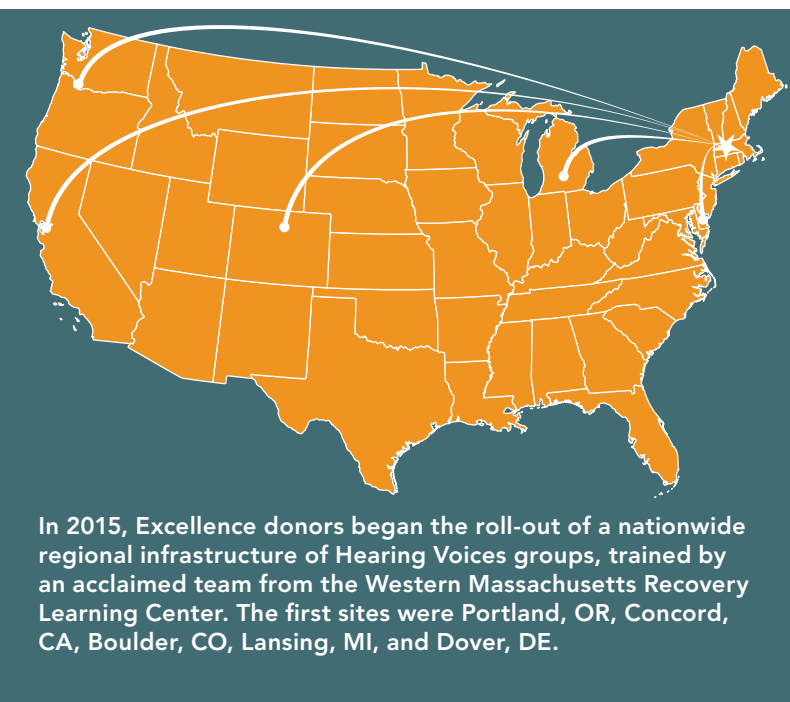 In 2015, Excellence donors began the roll-out of a nationwide
regional infrastructure of Hearing Voices groups, trained by
an acclaimed team from the Western Massachusetts Recovery
Learning Center. The first sites were Portland, OR, Concord,
CA, Boulder, CO, Lansing, MI, and Dover, DE.